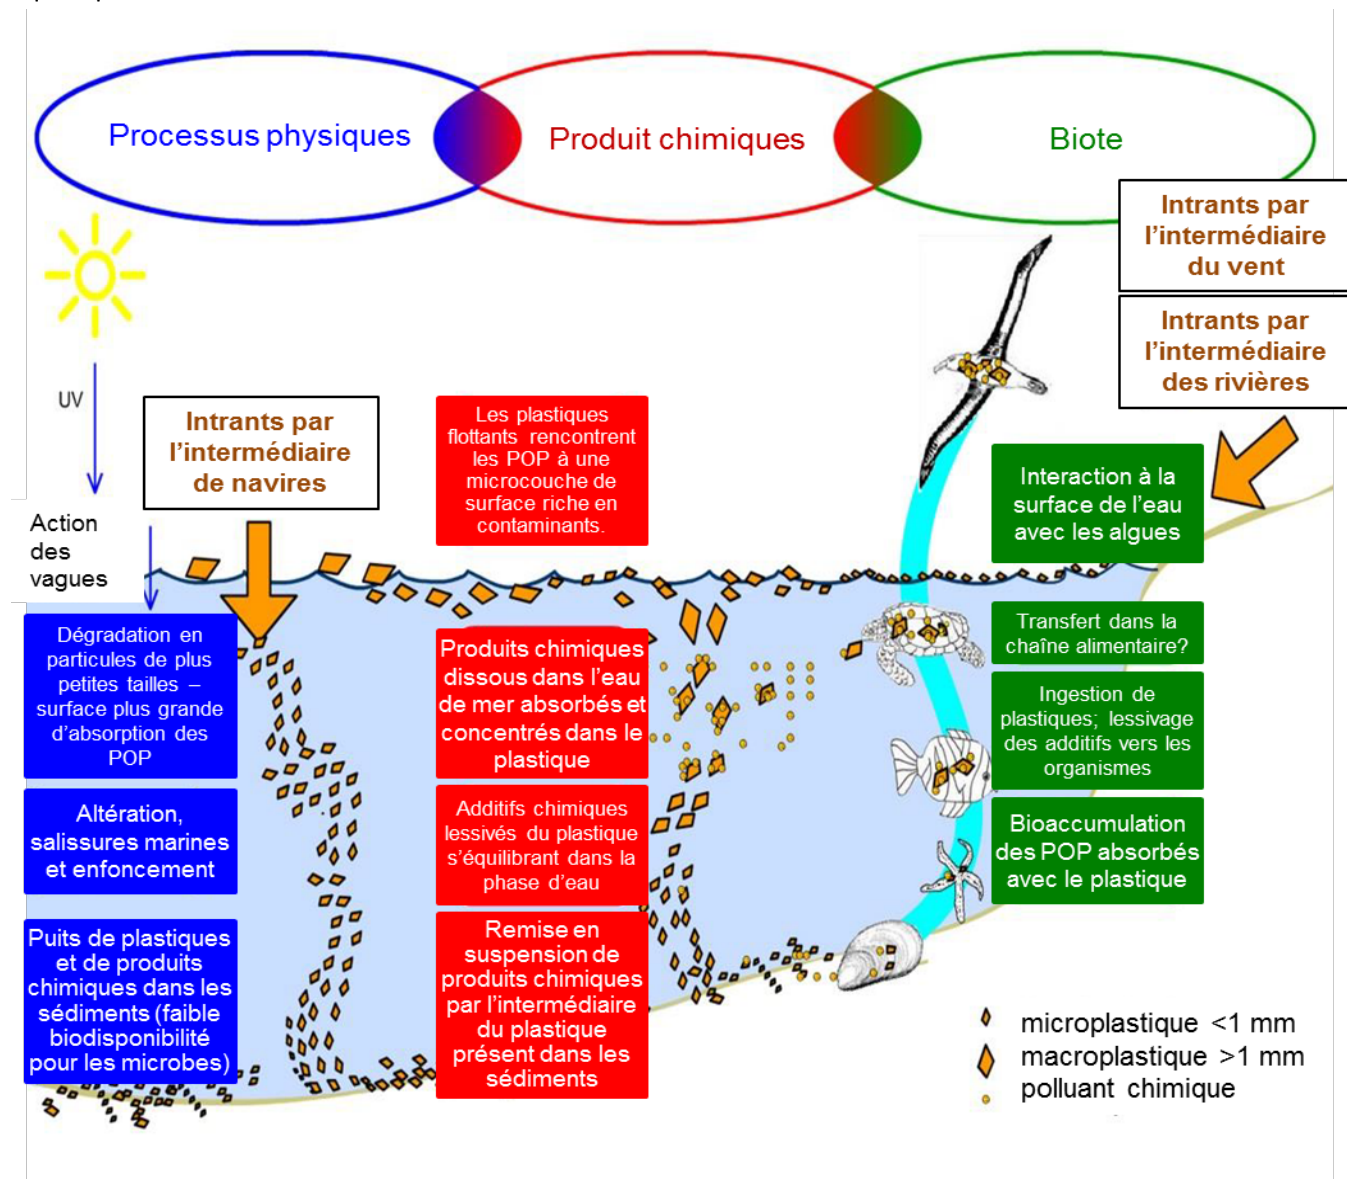 Processus physiques
Produit chimiques
Biote
Intrants par
l’intermédiaire
du vent
Intrants par
l’intermédiaire
des rivières
UV
Intrants par
l’intermédiaire
de navires
Action
des
vagues
Dégradation en
particules de plus
petites tailles –
surface plus grande
d’absorption des
POP
Altération,
salissures marines
et enfoncement
Puits de plastiques
et de produits
chimiques dans les
sédiments (faible
biodisponibilité
pour les microbes)
Les plastiques
flottants rencontrent
les POP à une
microcouche de
surface riche en
contaminants.
Produits chimiques
dissous dans l’eau
de mer absorbés et
concentrés dans le
plastique
Additifs chimiques
lessivés du plastique
s’équilibrant dans la
phase d’eau
Remise en
suspension de
produits chimiques
par l’intermédiaire
du plastique
présent dans les
sédiments
Interaction à la
surface de l’eau
avec les algues
Transfert dans la
chaîne alimentaire?
Ingestion de
plastiques; lessivage
des additifs vers les
organismes
Bioaccumulation
des POP absorbés
avec le plastique
microplastique <1 mm
macroplastique >1 mm
polluant chimique